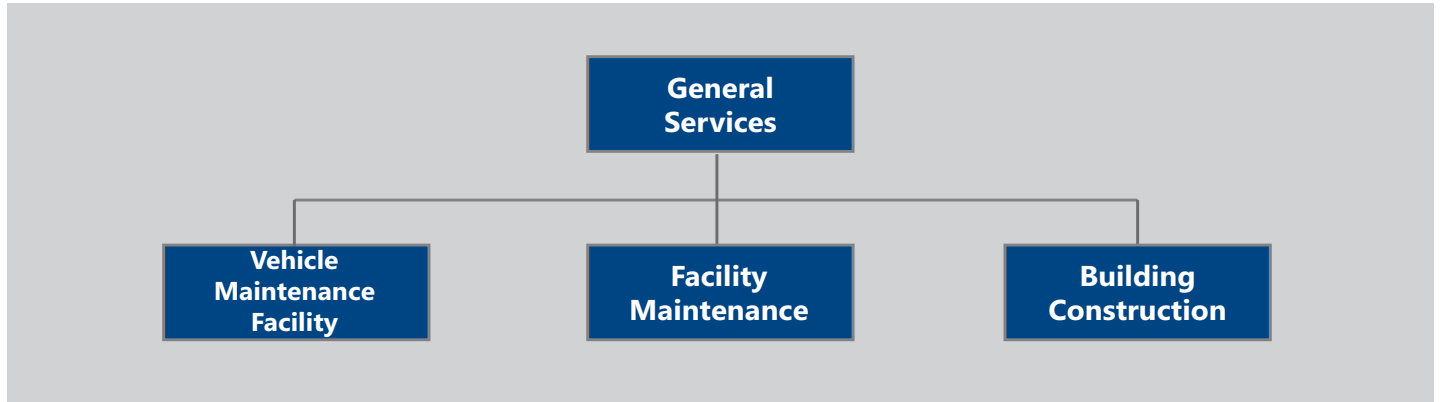 General
Services
Vehicle
Maintenance
Facility
Facility
Maintenance
Building
Construction